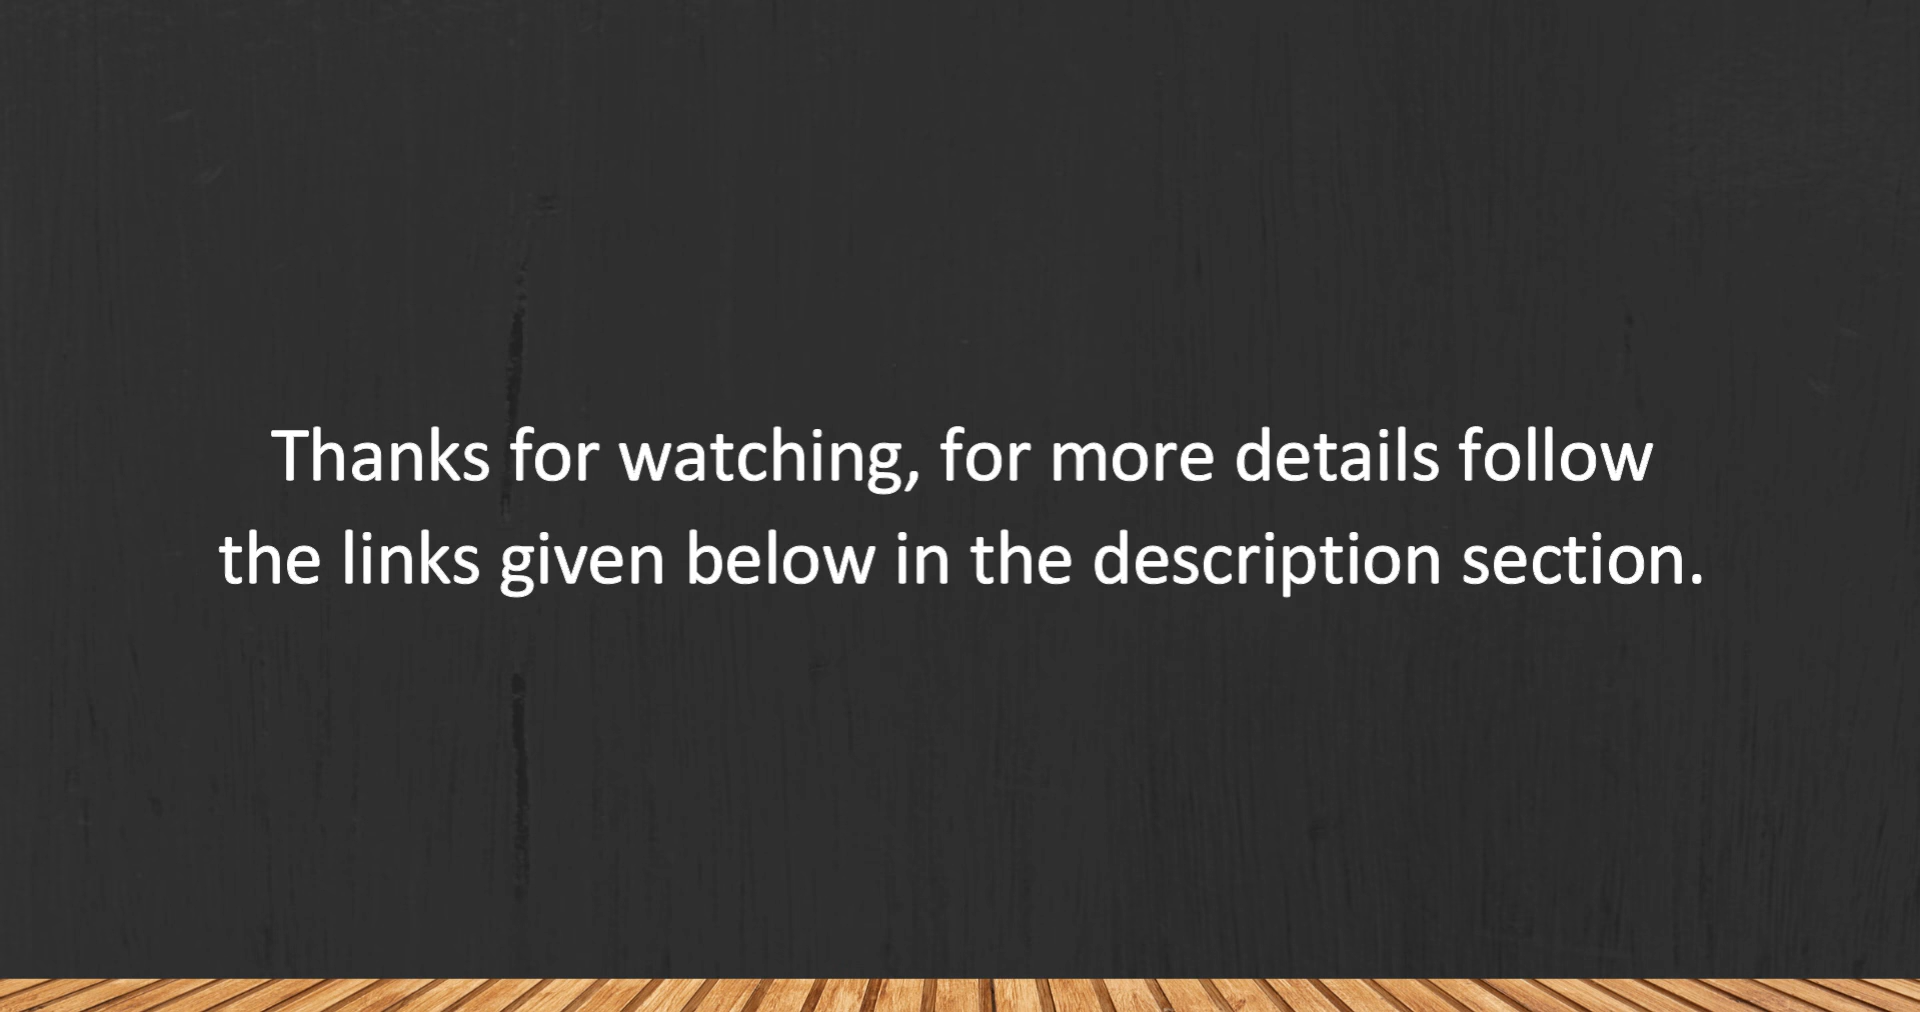 Thanks for watching, for more details follow
the links given below in the description section.